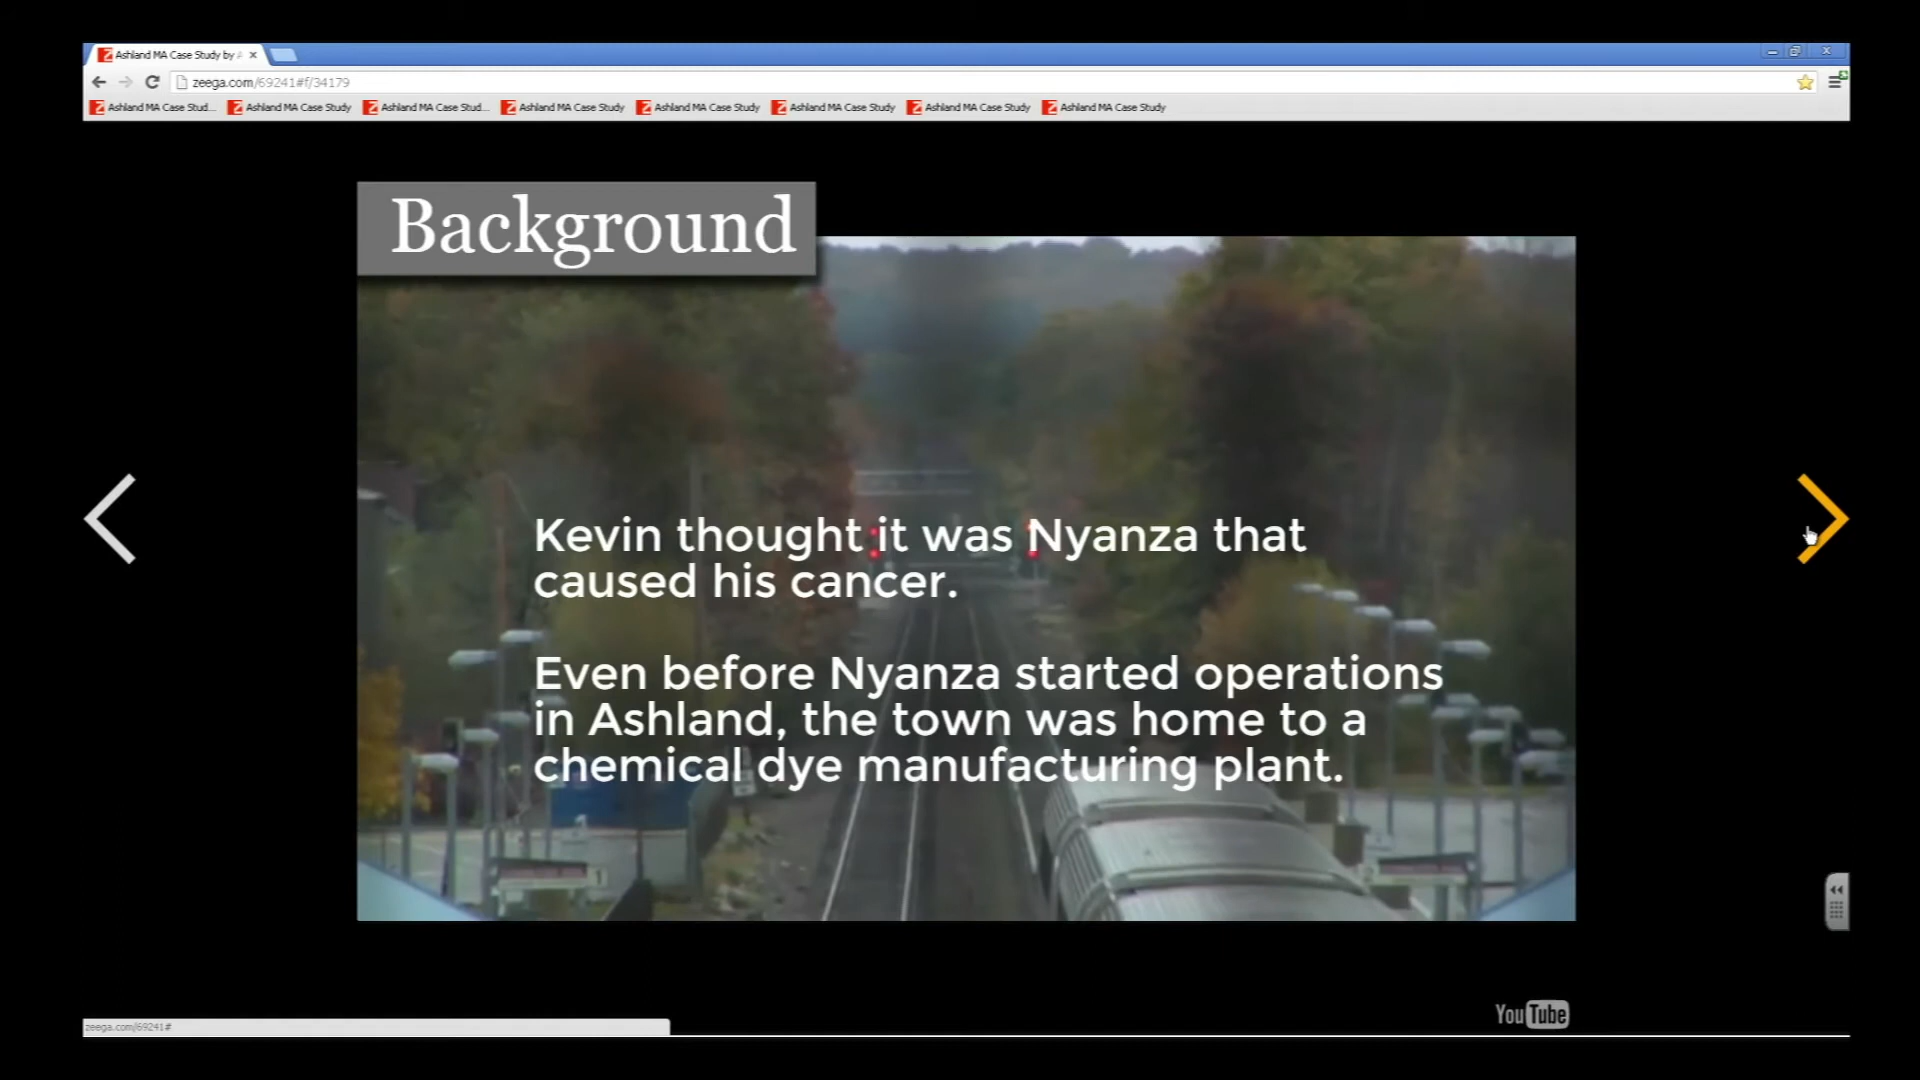 Ashland MA Case Study by A
zeega.com/69241#f/34179
Ashland MA Case Stud...
Ashland MA Case Study
Ashland MA Case Stud...
Ashland MA Case Study
Ashland MA Case Study
Ashland MA Case Study
Ashland MA Case Study
Ashland MA Case Study
Background
Kevin thought it was Nyanza that
caused his cancer.
Even before Nyanza started operations
in Ashland, the town was home to a
chemical dye manufacturing plant.
1
YouTube
zeega.com/69241#